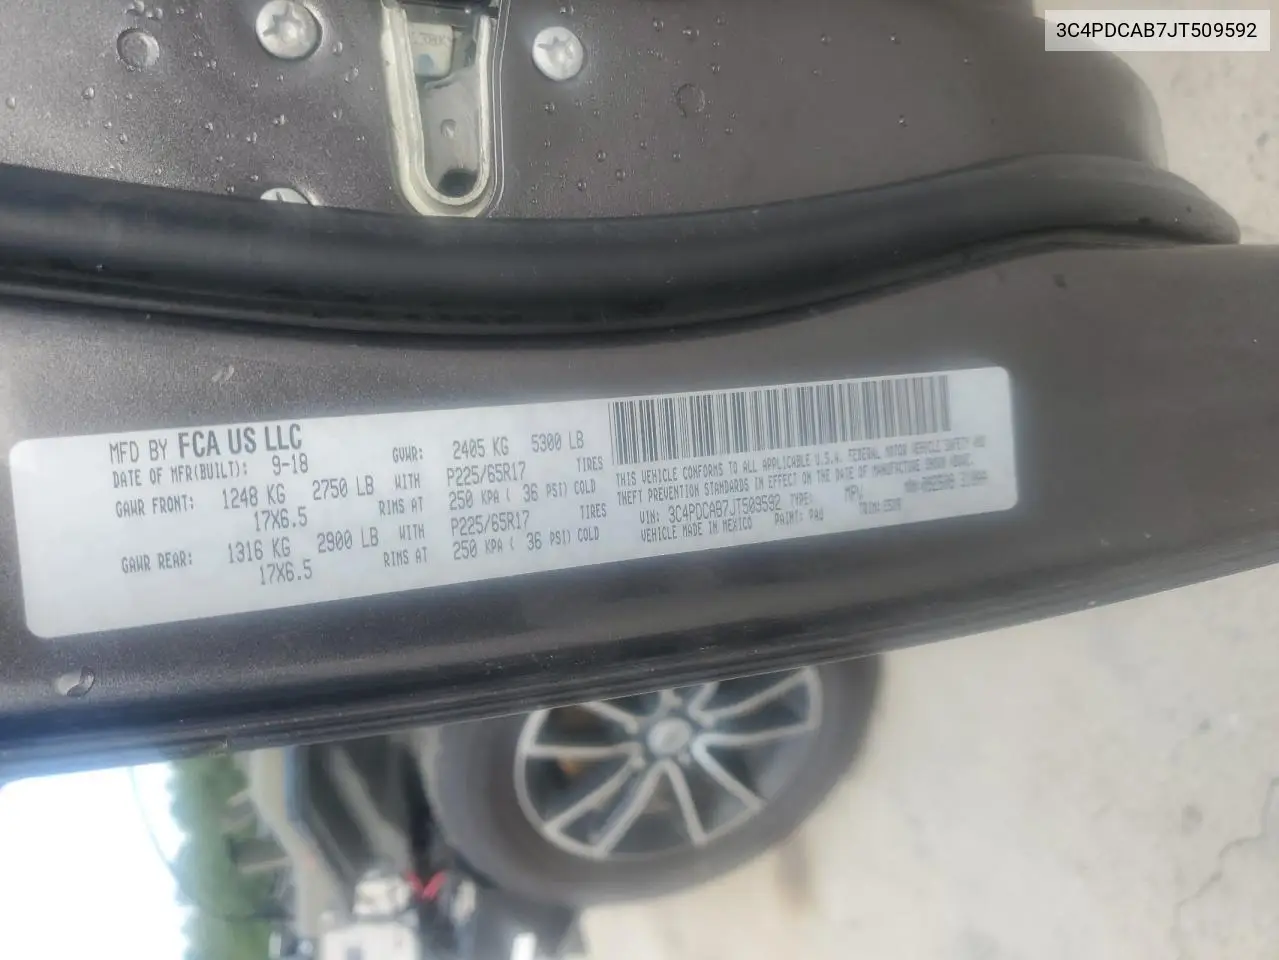 3C4PDCAB7JT509592
MFD BY FCA US LLC
DATE OF MFR(BUILT): 9-18
GVWR: 2405 KG 5300 LB
GAWR FRONT: 1248 KG 2750 LB WITH P225/65R17 TIRES
17X6.5 RIMS AT 250 KPA ( 36 PSI) COLD
GAWR REAR: 1316 KG 2900 LB WITH P225/65R17 TIRES
17X6.5 RIMS AT 250 KPA ( 36 PSI) COLD
THIS VEHICLE CONFORMS TO ALL APPLICABLE U.S.A. FEDERAL MOTOR VEHICLE SAFETY AND
THEFT PREVENTION STANDARDS IN EFFECT ON THE DATE OF MANUFACTURE SHOWN ABOVE.
VIN: 3C4PDCAB7JT509592 TYPE: MPV
VEHICLE MADE IN MEXICO PAINT: PAU TRIM: